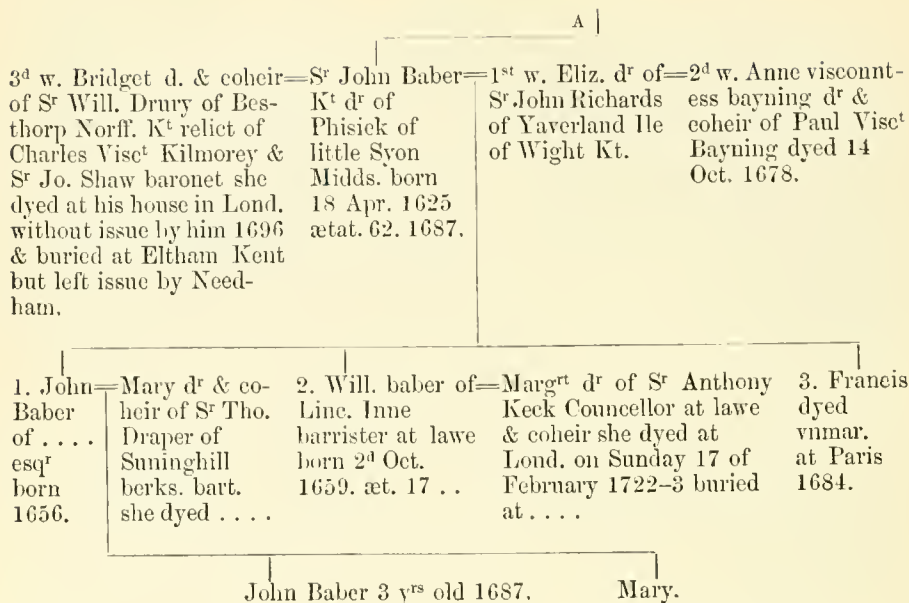 A
3ᵈ w. Bridget d. & coheir
of Sʳ Will. Drury of Bes-
thorp Norff. Kᵗ relict of
Charles Viscᵗ Kilmorey &
Sʳ Jo. Shaw baronet she
dyed at his house in Lond.
without issue by him 1696
& buried at Eltham Kent
but left issue by Need-
ham.
=Sʳ John Baber=
Kᵗ dʳ of
Phisick of
little Syon
Midds. born
18 Apr. 1625
ætat. 62. 1687.
1ˢᵗ w. Eliz. dʳ of=
Sʳ John Richards
of Yaverland Ile
of Wight Kt.
2ᵈ w. Anne viscount-
ess bayning dʳ &
coheir of Paul Viscᵗ
Bayning dyed 14
Oct. 1678.
1. John=
Baber
of . . . .
esqʳ
born
1656.
Mary dʳ & co-
heir of Sʳ Tho.
Draper of
Suninghill
berks. bart.
she dyed . . . .
2. Will. baber of=
Linc. Inne
barrister at lawe
born 2ᵈ Oct.
1659. æt. 17 . .
Margʳᵗ dʳ of Sʳ Anthony
Keck Councellor at lawe
& coheir she dyed at
Lond. on Sunday 17 of
February 1722–3 buried
at . . . .
3. Francis
dyed
vnmar.
at Paris
1684.
John Baber 3 yʳˢ old 1687.
Mary.